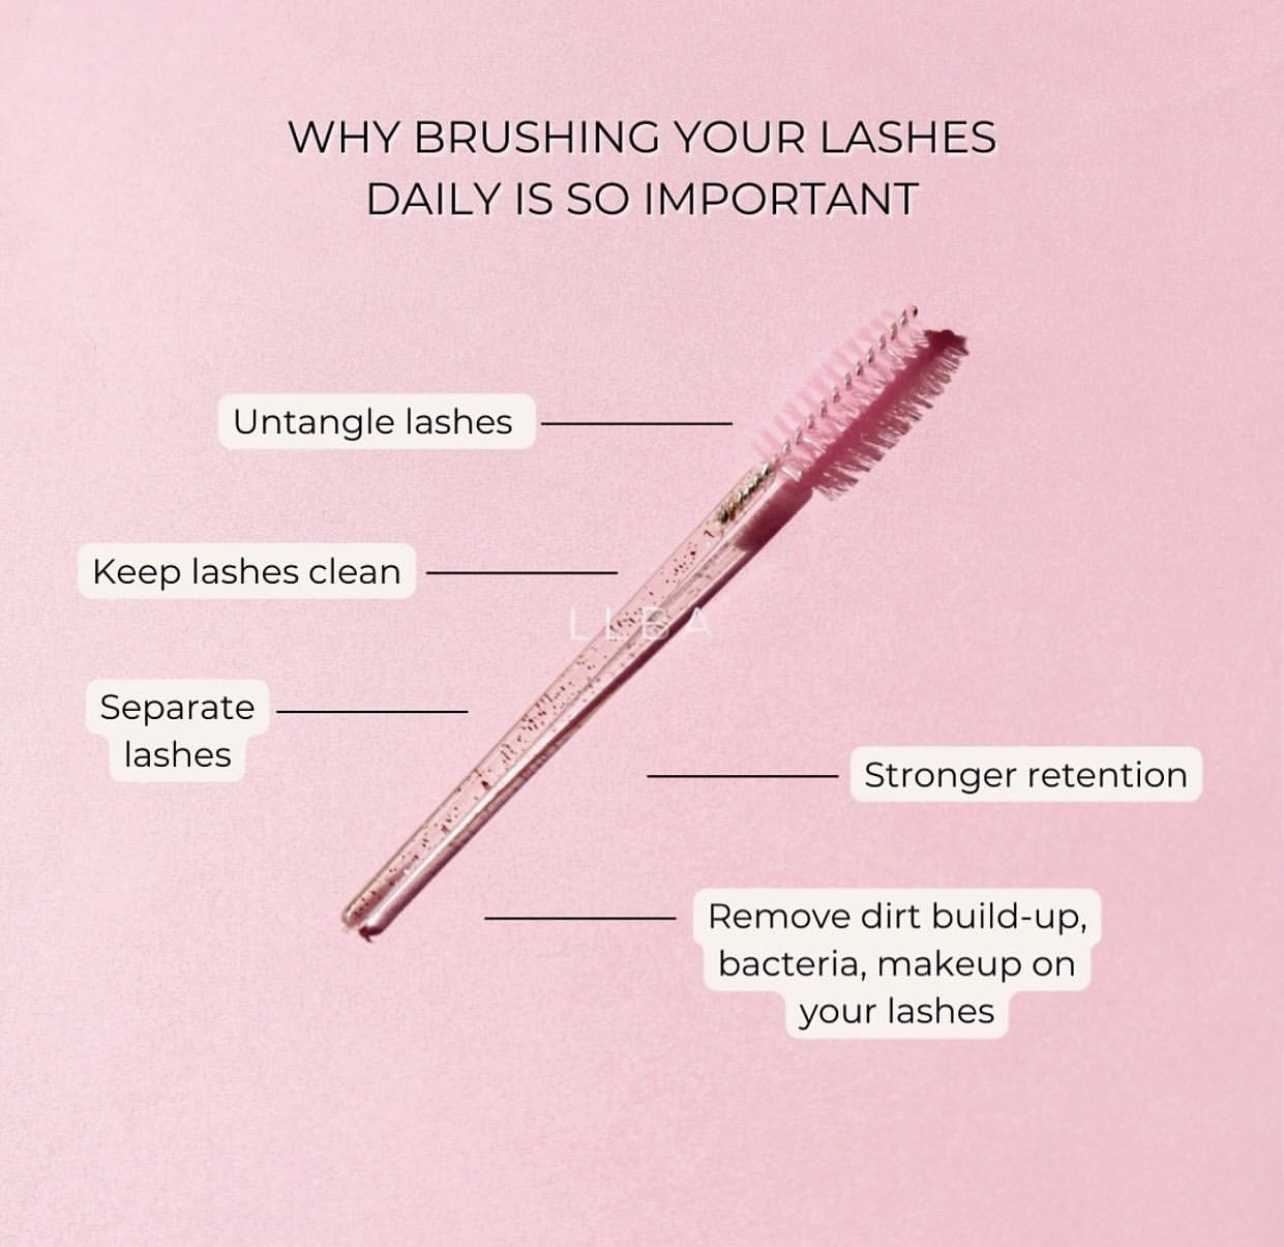 WHY BRUSHING YOUR LASHES
DAILY IS SO IMPORTANT
Untangle lashes
Keep lashes clean
LLBA
Separate
lashes
Stronger retention
Remove dirt build-up,
bacteria, makeup on
your lashes